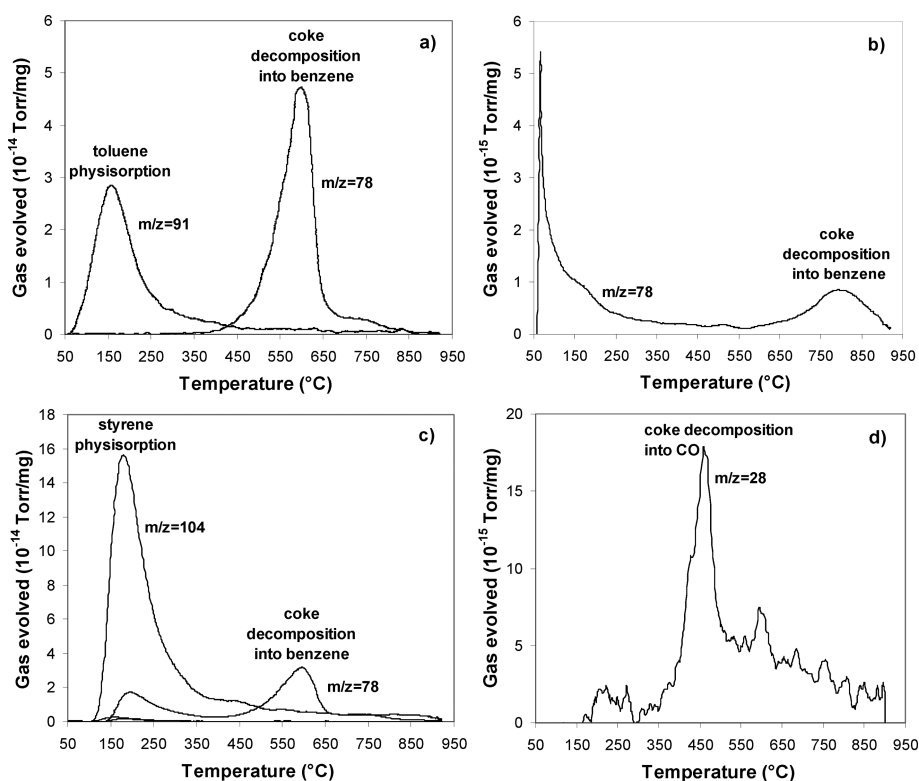 a)
coke
decomposition
into benzene
toluene
physisorption
m/z=91
m/z=78
Gas evolved (10⁻¹⁴ Torr/mg)
6
5
4
3
2
1
0
50 150 250 350 450 550 650 750 850 950
Temperature (°C)
b)
coke
decomposition
into benzene
m/z=78
Gas evolved (10⁻¹⁵ Torr/mg)
6
5
4
3
2
1
0
50 150 250 350 450 550 650 750 850 950
Temperature (°C)
c)
styrene
physisorption
m/z=104
coke
decomposition
into benzene
m/z=78
Gas evolved (10⁻¹⁴ Torr/mg)
18
16
14
12
10
8
6
4
2
0
50 150 250 350 450 550 650 750 850 950
Temperature (°C)
d)
coke decomposition
into CO
m/z=28
Gas evolved (10⁻¹⁵ Torr/mg)
20
15
10
5
0
50 150 250 350 450 550 650 750 850 950
Temperature (°C)